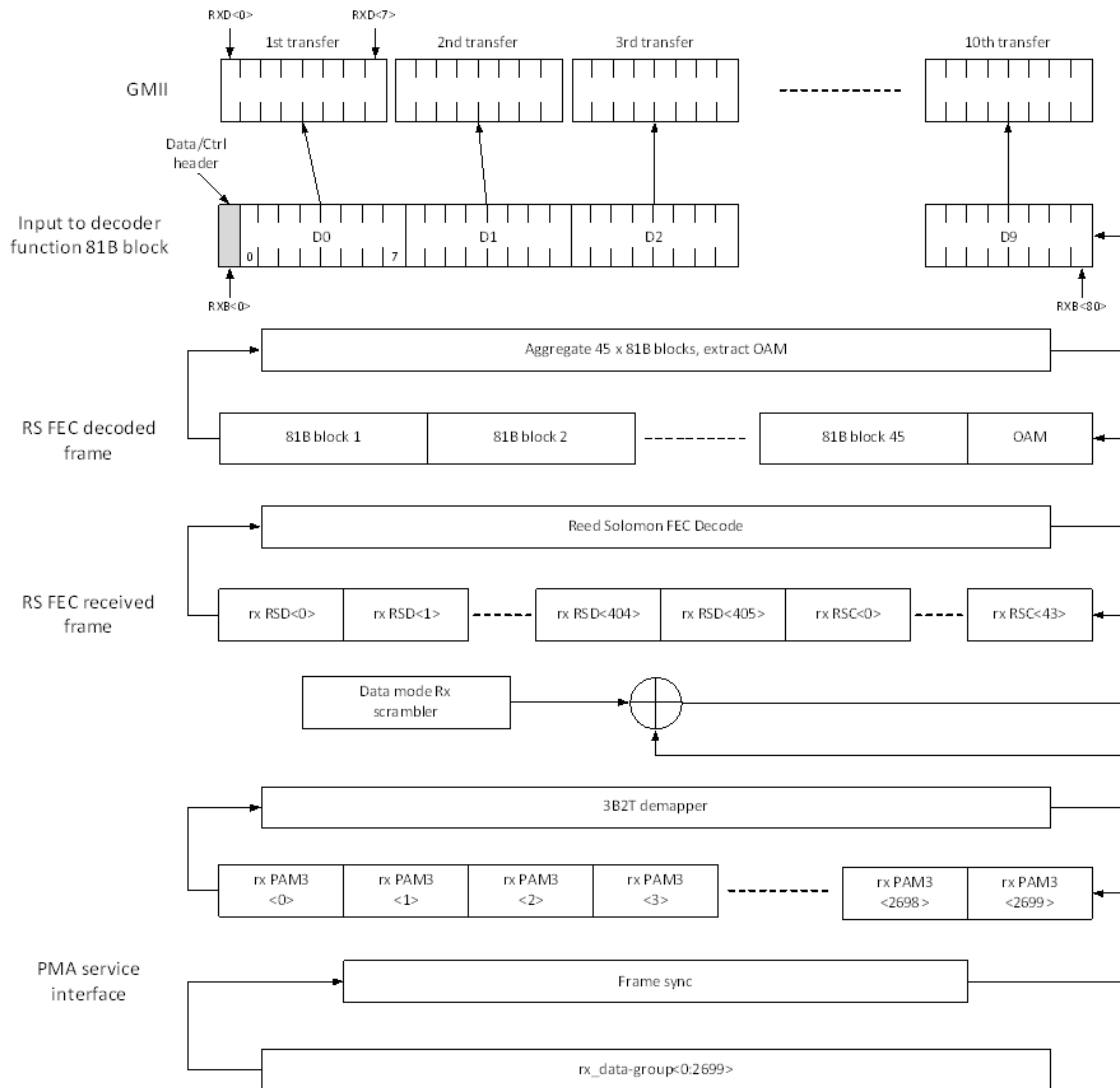 RXD<0>
RXD<7>
1st transfer
2nd transfer
3rd transfer
10th transfer
GMII
Data/Ctrl
header
Input to decoder
function 81B block
D0
D1
D2
D9
0
7
RXB<0>
RXB<80>
Aggregate 45 x 81B blocks, extract OAM
RS FEC decoded
frame
81B block 1
81B block 2
81B block 45
OAM
Reed Solomon FEC Decode
RS FEC received
frame
rx RSD<0>
rx RSD<1>
rx RSD<404>
rx RSD<405>
rx RSC<0>
rx RSC<43>
Data mode Rx
scrambler
3B2T demapper
rx PAM3
<0>
rx PAM3
<1>
rx PAM3
<2>
rx PAM3
<3>
rx PAM3
<2698>
rx PAM3
<2699>
PMA service
interface
Frame sync
rx_data-group<0:2699>